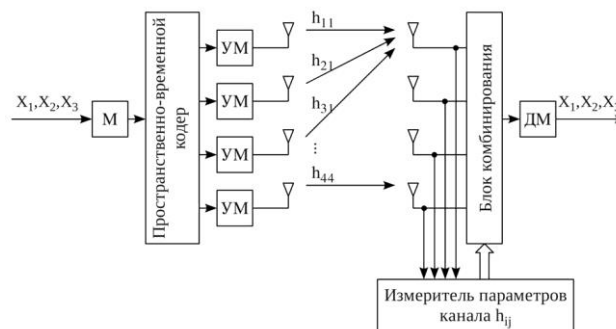 X₁,X₂,X₃
М
Пространственно-временной
кодер
УМ
УМ
УМ
УМ
h₁₁
h₂₁
h₃₁
...
h₄₄
Блок комбинирования
ДМ
X₁,X₂,X₃
Измеритель параметров
канала hᵢⱼ